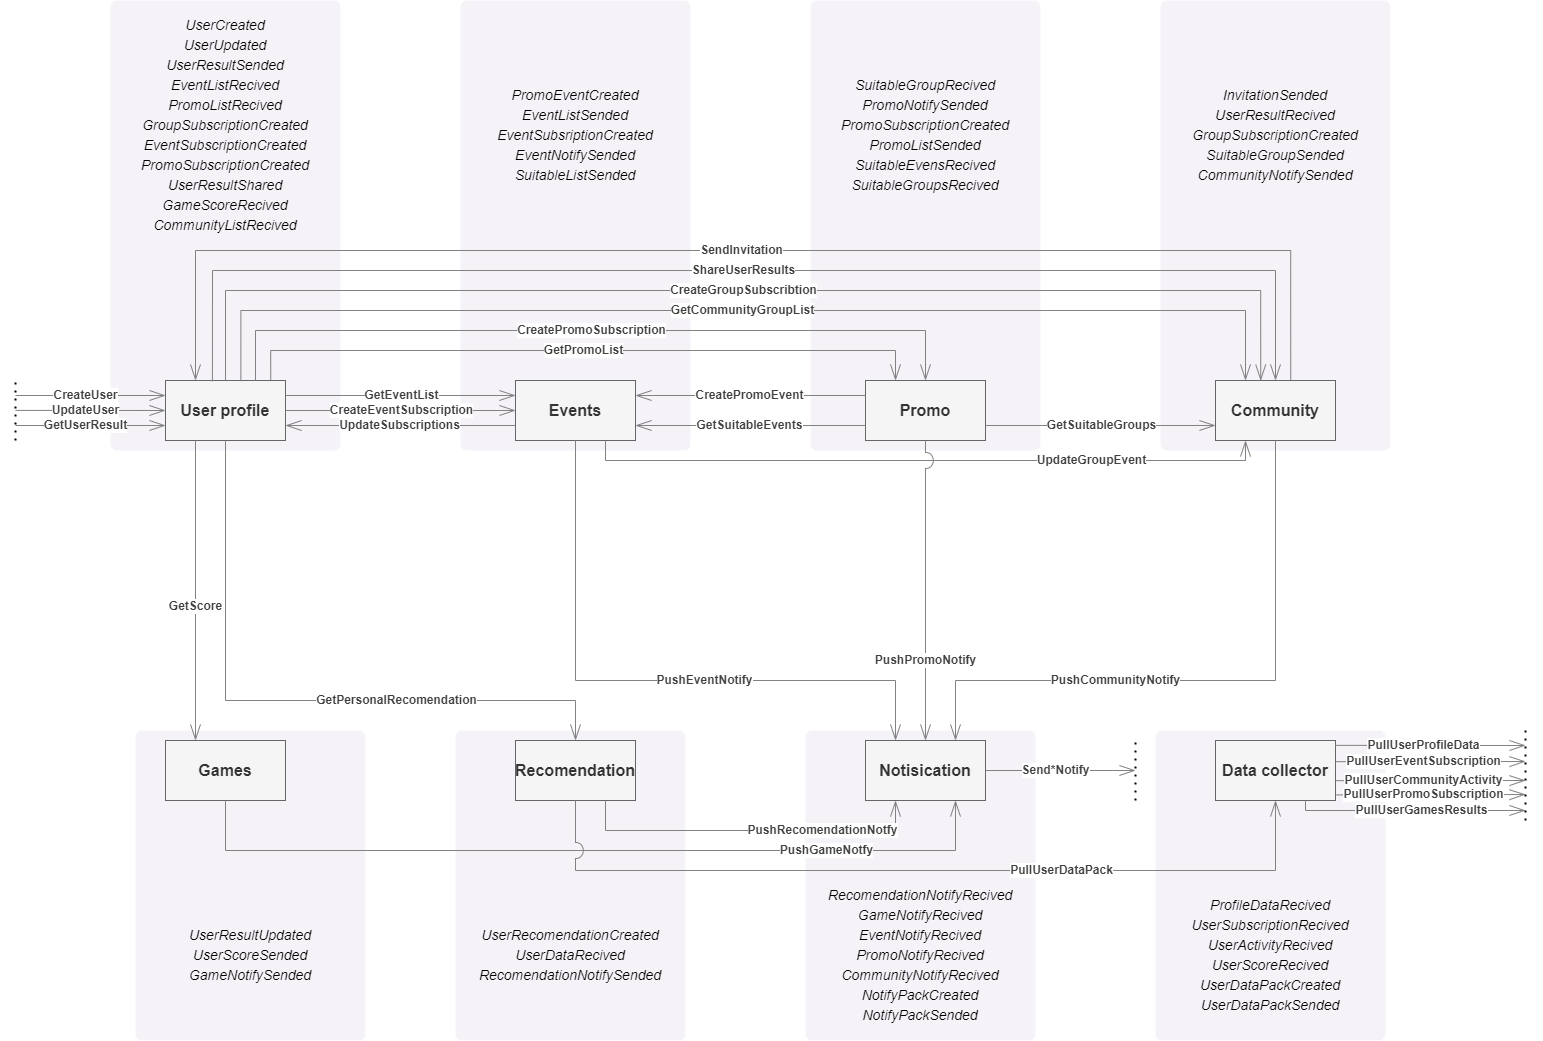 UserCreated
UserUpdated
UserResultSended
EventListRecived
PromoListRecived
GroupSubscriptionCreated
EventSubscriptionCreated
PromoSubscriptionCreated
UserResultShared
GameScoreRecived
CommunityListRecived
PromoEventCreated
EventListSended
EventSubsriptionCreated
EventNotifySended
SuitableListSended
SuitableGroupRecived
PromoNotifySended
PromoSubscriptionCreated
PromoListSended
SuitableEvensRecived
SuitableGroupsRecived
InvitationSended
UserResultRecived
GroupSubscriptionCreated
SuitableGroupSended
CommunityNotifySended
SendInvitation
ShareUserResults
CreateGroupSubscribtion
GetCommunityGroupList
CreatePromoSubscription
GetPromoList
CreateUser
UpdateUser
GetUserResult
User profile
GetEventList
CreateEventSubscription
UpdateSubscriptions
Events
CreatePromoEvent
GetSuitableEvents
Promo
GetSuitableGroups
Community
UpdateGroupEvent
GetScore
PushPromoNotify
PushEventNotify
PushCommunityNotify
GetPersonalRecomendation
Games
Recomendation
Notisication
Send*Notify
Data collector
PullUserProfileData
PullUserEventSubscription
PullUserCommunityActivity
PullUserPromoSubscription
PullUserGamesResults
PushRecomendationNotfy
PushGameNotfy
PullUserDataPack
UserResultUpdated
UserScoreSended
GameNotifySended
UserRecomendationCreated
UserDataRecived
RecomendationNotifySended
RecomendationNotifyRecived
GameNotifyRecived
EventNotifyRecived
PromoNotifyRecived
CommunityNotifyRecived
NotifyPackCreated
NotifyPackSended
ProfileDataRecived
UserSubscriptionRecived
UserActivityRecived
UserScoreRecived
UserDataPackCreated
UserDataPackSended